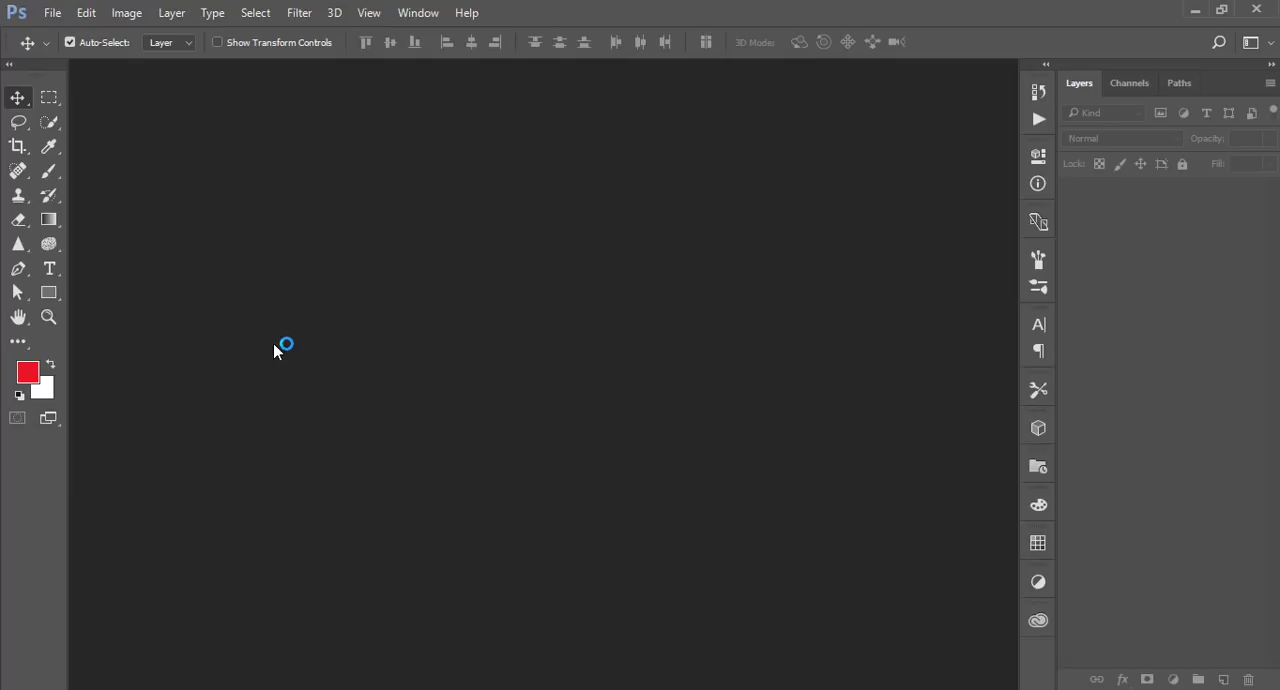 Ps File Edit Image Layer Type Select Filter 3D View Window Help
Auto-Select: Layer Show Transform Controls 3D Mode:
Layers Channels Paths
Kind
Normal Opacity:
Lock: Fill: